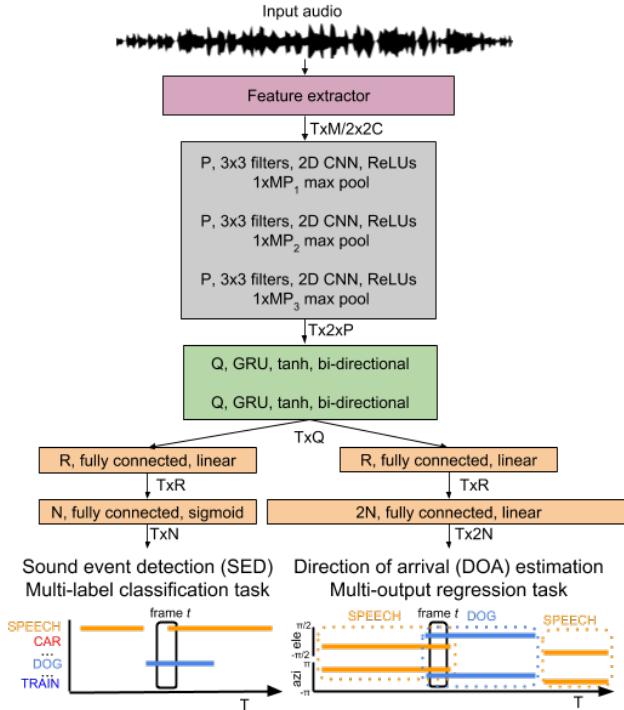 Input audio
Feature extractor
TxM/2x2C
P, 3x3 filters, 2D CNN, ReLUs
1xMP₁ max pool
P, 3x3 filters, 2D CNN, ReLUs
1xMP₂ max pool
P, 3x3 filters, 2D CNN, ReLUs
1xMP₃ max pool
Tx2xP
Q, GRU, tanh, bi-directional
Q, GRU, tanh, bi-directional
TxQ
R, fully connected, linear
TxR
N, fully connected, sigmoid
TxN
Sound event detection (SED)
Multi-label classification task
frame t
SPEECH
CAR
...
DOG
...
TRAIN
T
R, fully connected, linear
TxR
2N, fully connected, linear
Tx2N
Direction of arrival (DOA) estimation
Multi-output regression task
SPEECH
frame t
DOG
SPEECH
π/2
ele
-π/2
π
azi
-π
T